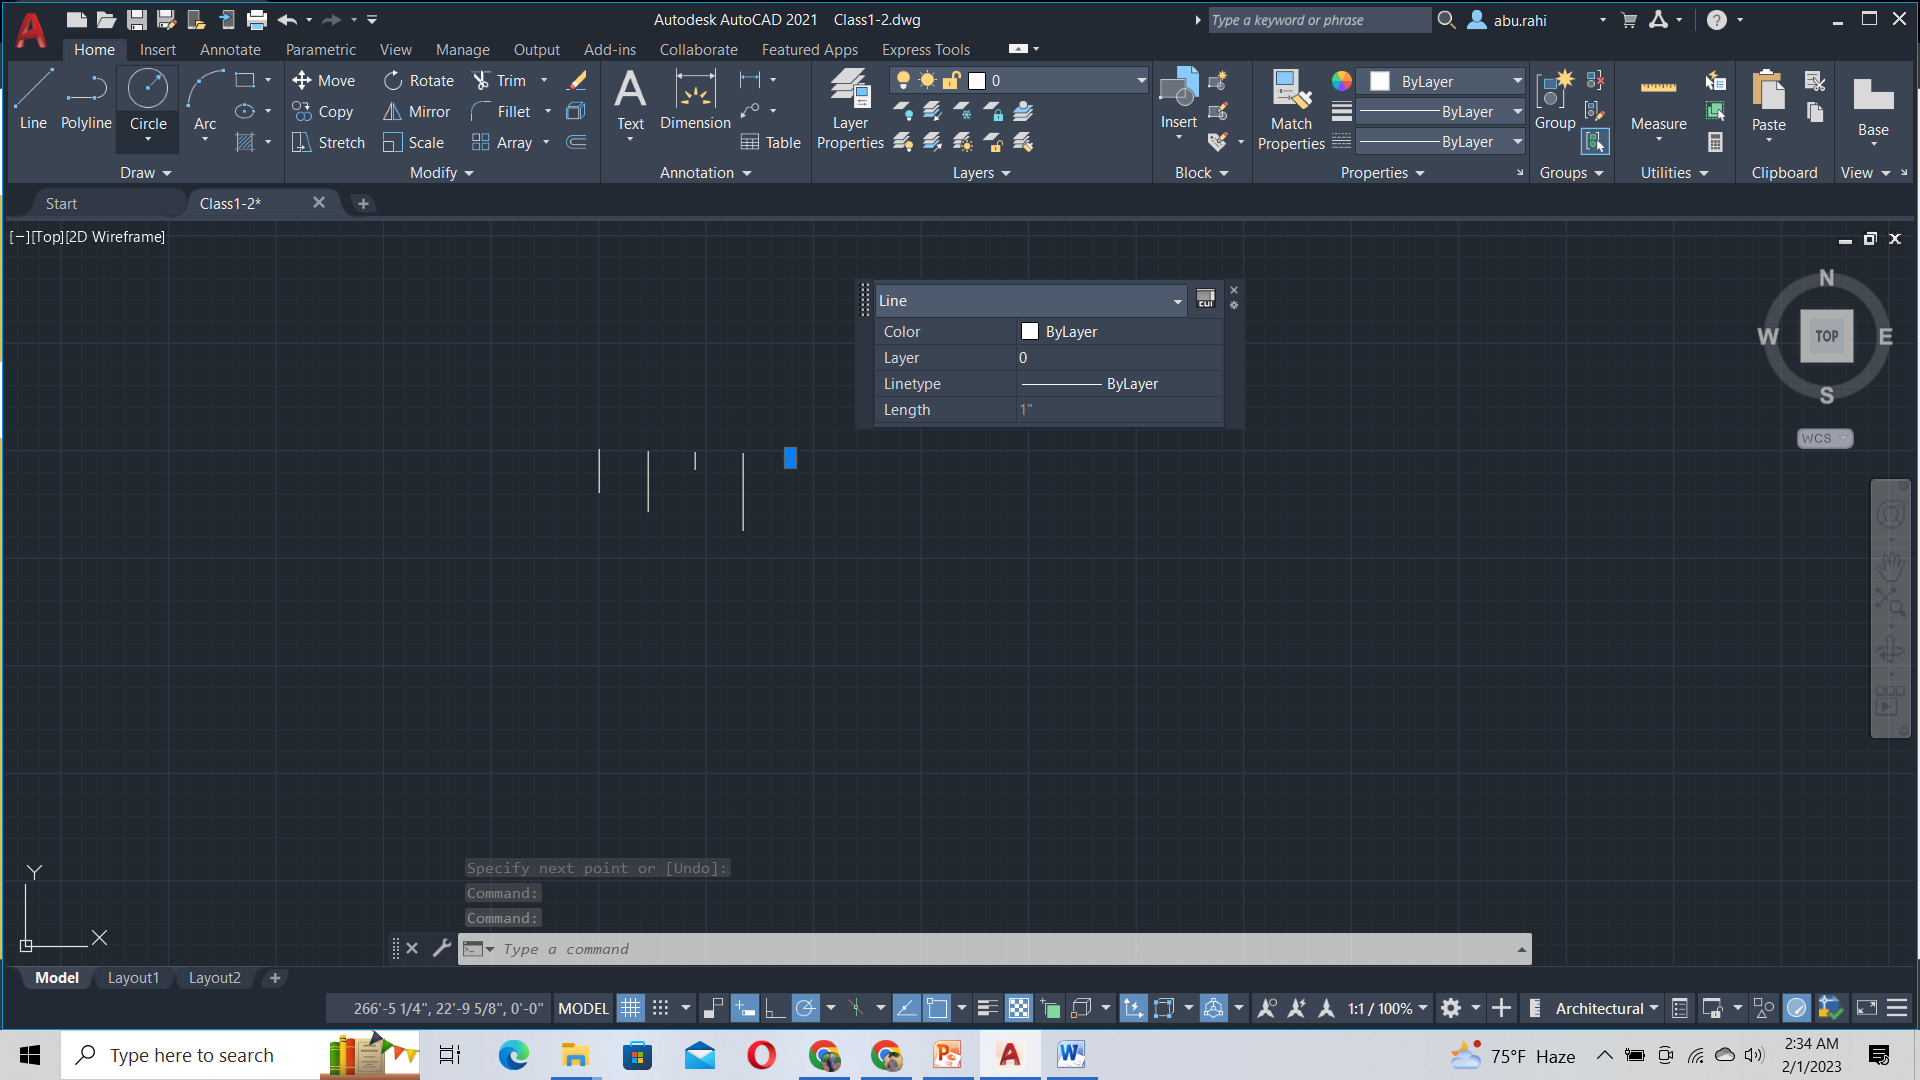 Autodesk AutoCAD 2021 Class1-2.dwg
Type a keyword or phrase
abu.rahi
Home Insert Annotate Parametric View Manage Output Add-ins Collaborate Featured Apps Express Tools
Line Polyline Circle Arc
Move Rotate Trim
Copy Mirror Fillet
Stretch Scale Array
Text Dimension Table
Layer Properties
0
Insert
Match Properties
ByLayer
ByLayer
ByLayer
Group
Measure
Paste
Base
Draw Modify Annotation Layers Block Properties Groups Utilities Clipboard View
Start Class1-2*
[−][Top][2D Wireframe]
Line
CUI
Color ByLayer
Layer 0
Linetype ByLayer
Length 1"
N
W TOP E
S
WCS
Specify next point or [Undo]:
Command:
Command:
Type a command
Y
X
Model Layout1 Layout2
266'-5 1/4", 22'-9 5/8", 0'-0" MODEL 1:1 / 100% Architectural
Type here to search
75°F Haze
2:34 AM
2/1/2023